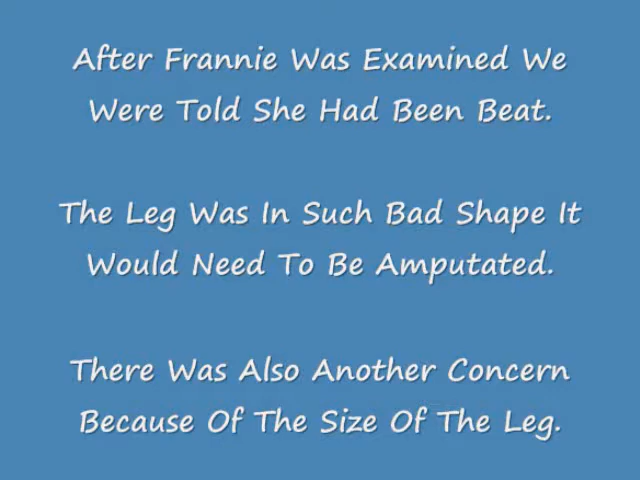 After Frannie Was Examined We
Were Told She Had Been Beat.
The Leg Was In Such Bad Shape It
Would Need To Be Amputated.
There Was Also Another Concern
Because Of The Size Of The Leg.